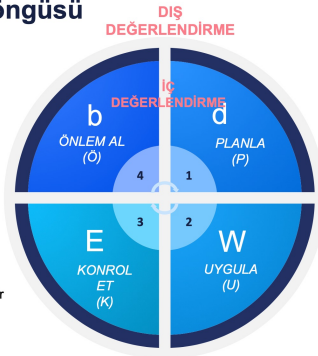 öngüsü
DIŞ
DEĞERLENDİRME
İÇ
DEĞERLENDİRME
b
ÖNLEM AL
(Ö)
d
PLANLA
(P)
4
1
3
2
E
KONROL
ET
(K)
W
UYGULA
(U)
r